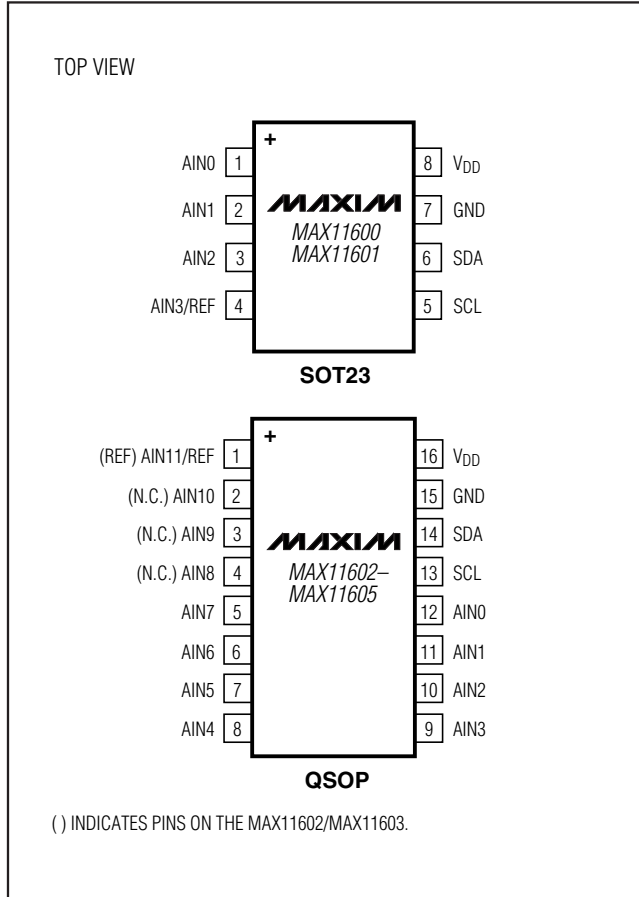 TOP VIEW
+
AIN0 1
8 VDD
AIN1 2
7 GND
AIN2 3
6 SDA
AIN3/REF 4
5 SCL
MAXIM
MAX11600
MAX11601
SOT23
+
(REF) AIN11/REF 1
16 VDD
(N.C.) AIN10 2
15 GND
(N.C.) AIN9 3
14 SDA
(N.C.) AIN8 4
13 SCL
AIN7 5
12 AIN0
AIN6 6
11 AIN1
AIN5 7
10 AIN2
AIN4 8
9 AIN3
MAXIM
MAX11602–
MAX11605
QSOP
( ) INDICATES PINS ON THE MAX11602/MAX11603.